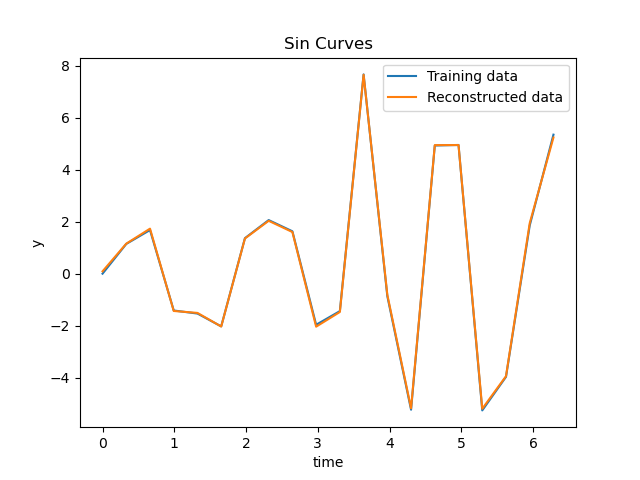 Sin Curves
Training data
Reconstructed data
8
6
4
2
0
−2
−4
y
0 1 2 3 4 5 6
time